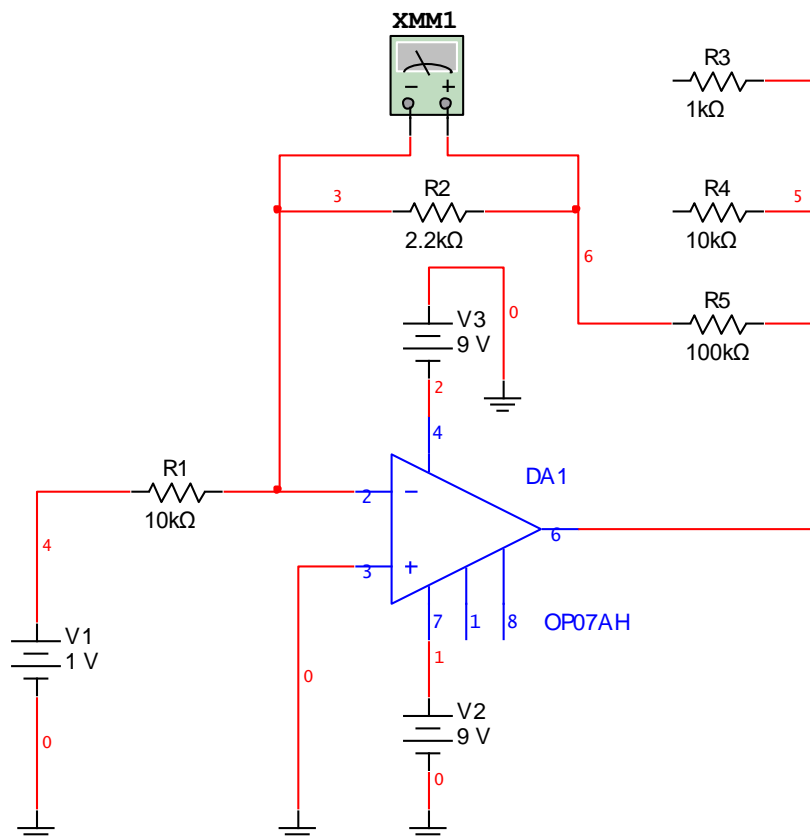 XMM1
R3
1kΩ
− +
3
R2
2.2kΩ
R4
10kΩ
5
6
V3
9 V
0
R5
100kΩ
2
4
R1
10kΩ
DA1
2
−
4
6
3
+
7
1
8
OP07AH
V1
1 V
1
0
V2
9 V
0
0